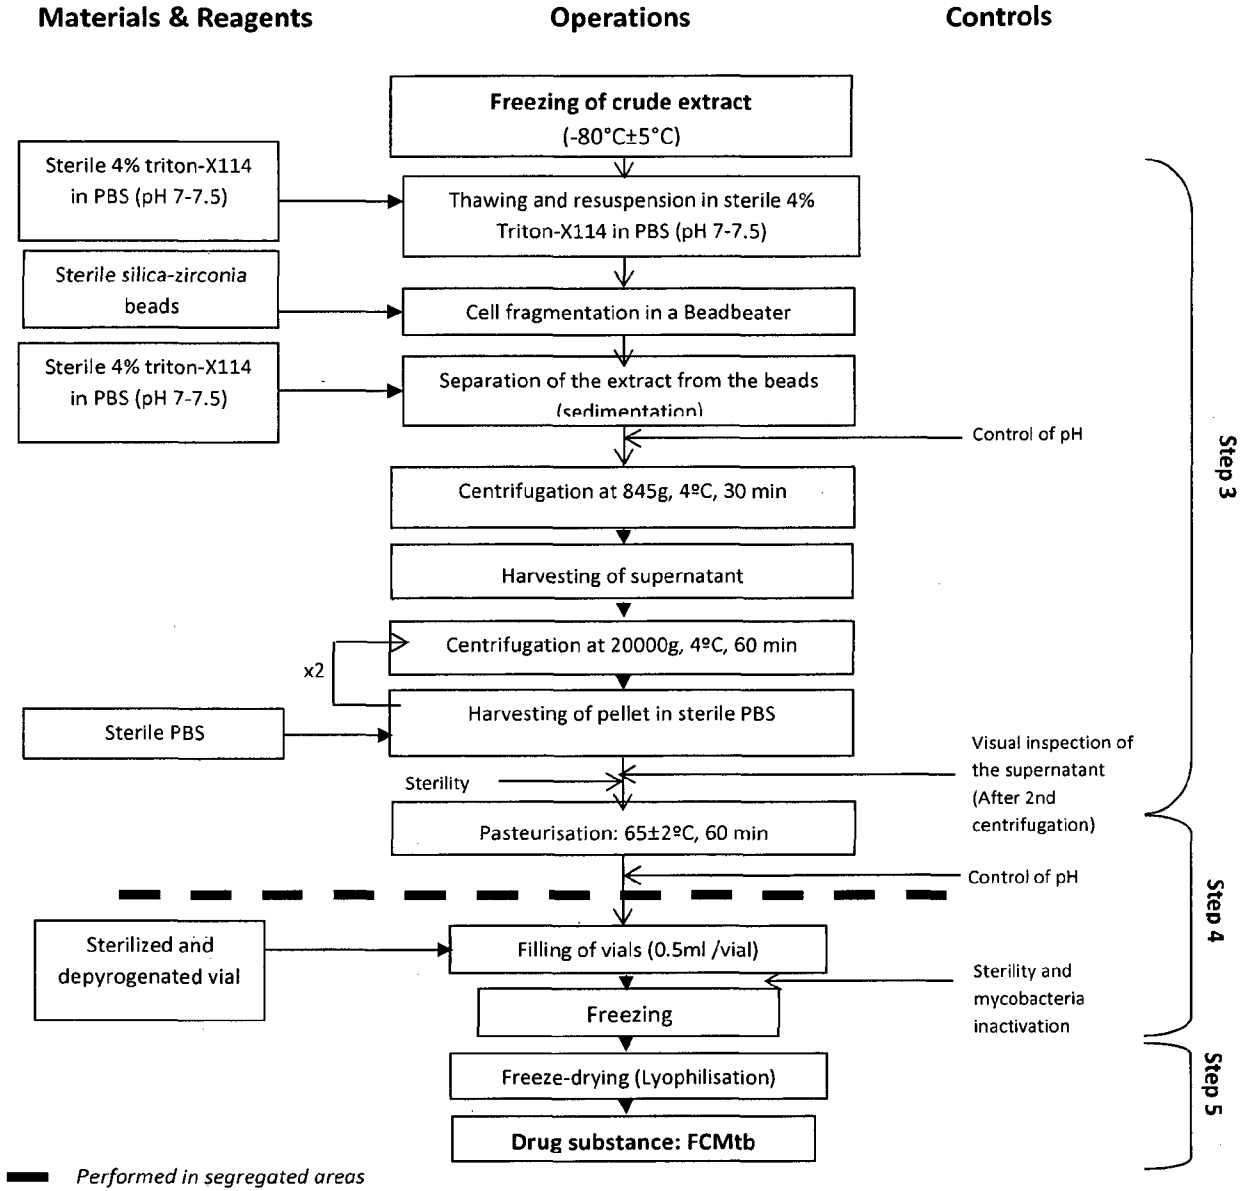 Materials & Reagents
Operations
Controls
Freezing of crude extract
(-80°C±5°C)
Sterile 4% triton-X114
in PBS (pH 7-7.5)
Thawing and resuspension in sterile 4%
Triton-X114 in PBS (pH 7-7.5)
Sterile silica-zirconia
beads
Cell fragmentation in a Beadbeater
Sterile 4% triton-X114
in PBS (pH 7-7.5)
Separation of the extract from the beads
(sedimentation)
Control of pH
Step 3
Centrifugation at 845g, 4ºC, 30 min
Harvesting of supernatant
Centrifugation at 20000g, 4ºC, 60 min
x2
Harvesting of pellet in sterile PBS
Sterile PBS
Visual inspection of
the supernatant
(After 2nd
centrifugation)
Sterility
Pasteurisation: 65±2ºC, 60 min
Control of pH
Step 4
Sterilized and
depyrogenated vial
Filling of vials (0.5ml /vial)
Sterility and
mycobacteria
inactivation
Freezing
Freeze-drying (Lyophilisation)
Step 5
Drug substance: FCMtb
Performed in segregated areas